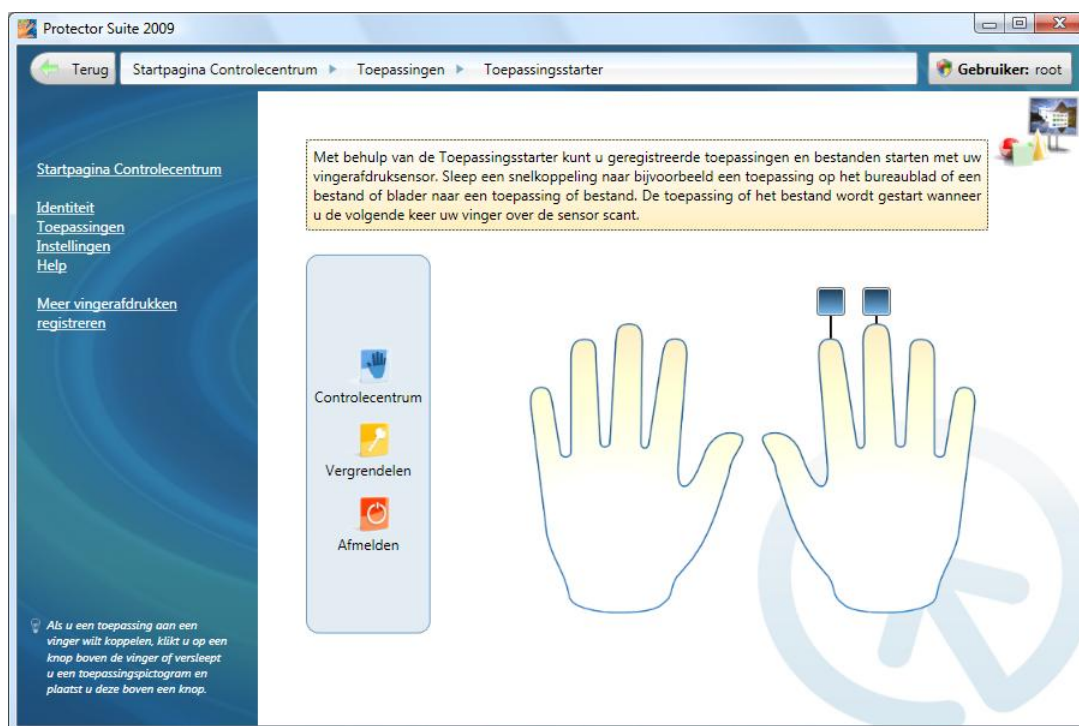 Protector Suite 2009
Terug
Startpagina Controlecentrum
Toepassingen
Toepassingsstarter
Gebruiker: root
Startpagina Controlecentrum
Identiteit
Toepassingen
Instellingen
Help
Meer vingerafdrukken
registreren
Met behulp van de Toepassingsstarter kunt u geregistreerde toepassingen en bestanden starten met uw
vingerafdruksensor. Sleep een snelkoppeling naar bijvoorbeeld een toepassing op het bureaublad of een
bestand of blader naar een toepassing of bestand. De toepassing of het bestand wordt gestart wanneer
u de volgende keer uw vinger over de sensor scant.
Controlecentrum
Vergrendelen
Afmelden
Als u een toepassing aan een
vinger wilt koppelen, klikt u op een
knop boven de vinger of versleept
u een toepassingspictogram en
plaatst u deze boven een knop.